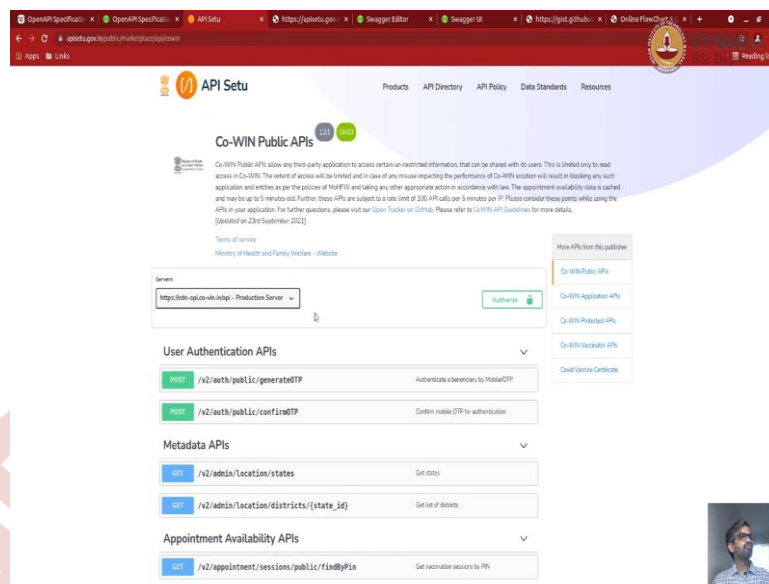 OpenAPI Specificatio x
OpenAPI Specificatio x
API Setu x
https://apisetu.gov.i x
Swagger Editor x
Swagger UI x
https://gist.github x
Online FlowChart & x
apisetu.gov.in/public/marketplace/api/cowin
Apps
Links
Reading li
API Setu
Products API Directory API Policy Data Standards Resources
Co-WIN Public APIs 1.3.1 OAS3
Co-WIN Public APIs allow any third-party application to access certain un-restricted information, that can be shared with its users. This is limited only to read
access in Co-WIN. The extent of access will be limited and in case of any misuse impacting the performance of Co-WIN solution will result in blocking any such
application and entities as per the policies of MoHFW and taking any other appropriate action in accordance with law. The appointment availability data is cached
and may be up to 5 minutes old. Further, these APIs are subject to a rate limit of 100 API calls per 5 minutes per IP. Please consider these points while using the
APIs in your application. For further questions, please visit our Open Tracker on GitHub. Please refer to CoWIN API Guidelines for more details.
[Updated on 23rd September 2021]
Terms of service
Ministry of Health and Family Welfare - Website
More APIs from this publisher
Co-WIN Public APIs
Co-WIN Application APIs
Co-WIN Protected APIs
Co-WIN Vaccinator APIs
Covid Vaccine Certificate
Servers
https://cdn-api.co-vin.in/api - Production Server
Authorize
User Authentication APIs
POST /v2/auth/public/generateOTP Authenticate a beneficiary by Mobile/OTP
POST /v2/auth/public/confirmOTP Confirm mobile OTP for authentication
Metadata APIs
GET /v2/admin/location/states Get states
GET /v2/admin/location/districts/{state_id} Get list of districts
Appointment Availability APIs
GET /v2/appointment/sessions/public/findByPin Get vaccination sessions by PIN